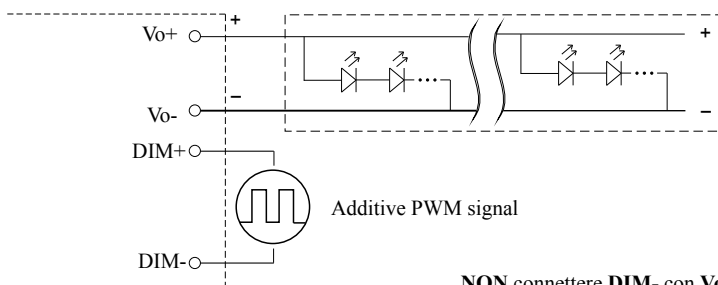 Vo+
+
+
Vo-
–
–
DIM+
Additive PWM signal
DIM-
NON connettere DIM- con